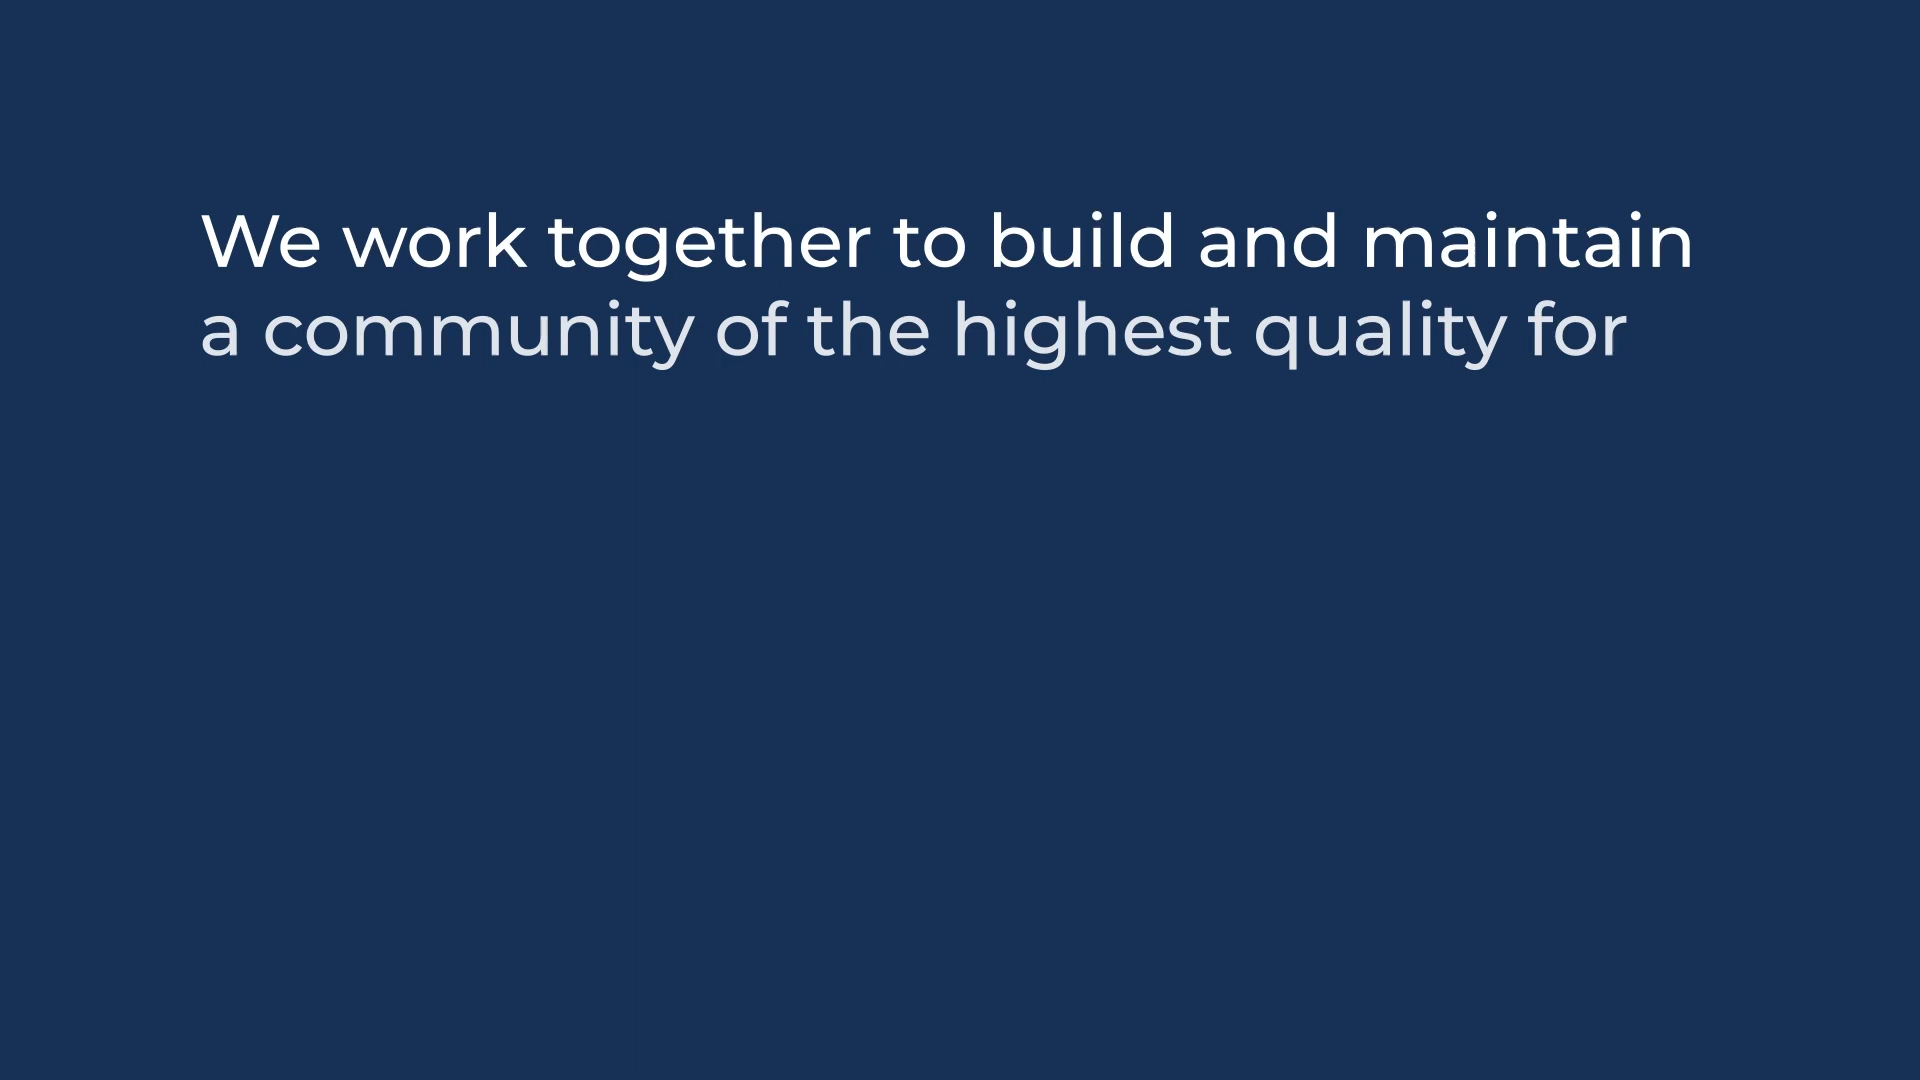 We work together to build and maintain
a community of the highest quality for